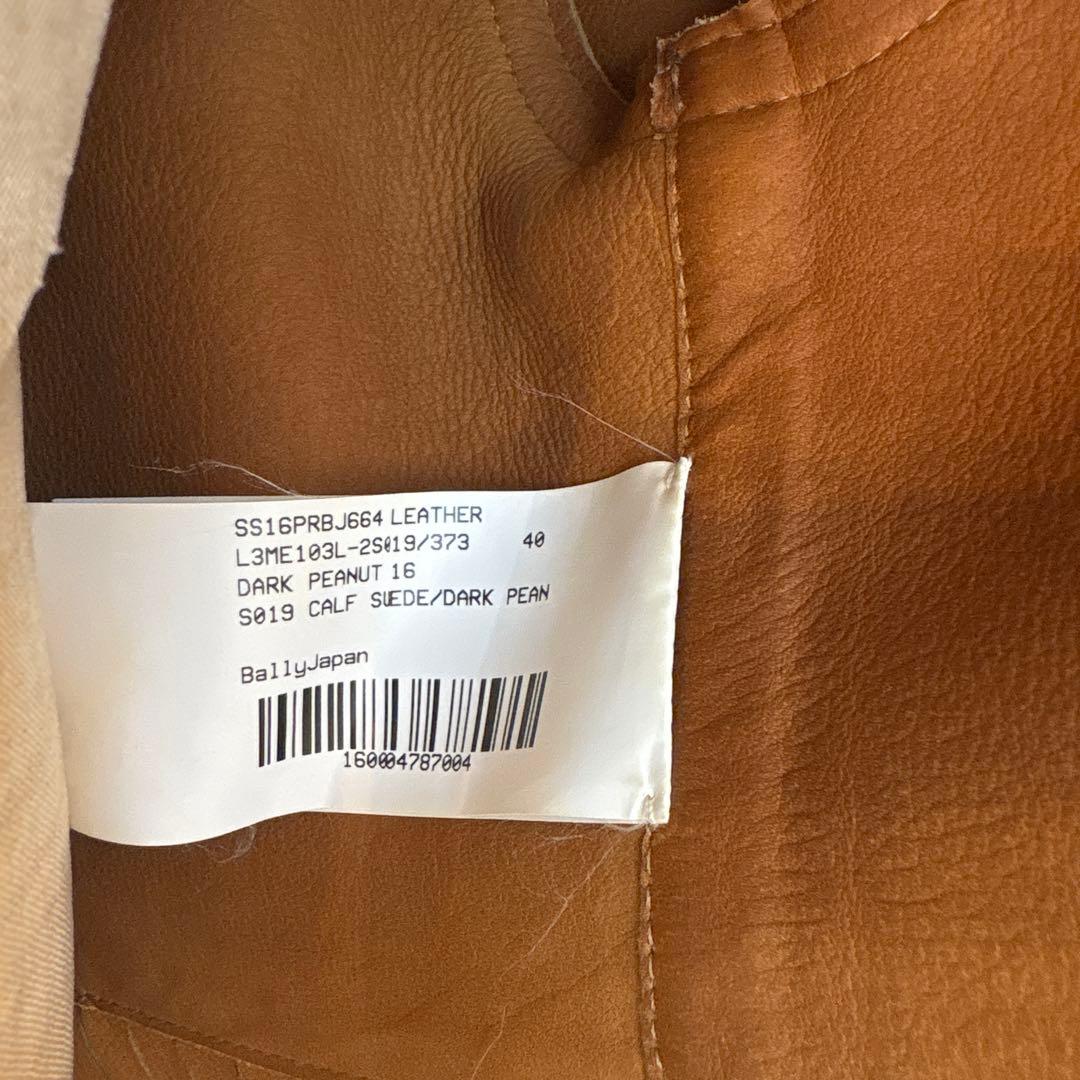 SS16PRBJ664 LEATHER
L3ME103L-2S019/373 40
DARK PEANUT 16
S019 CALF SUEDE/DARK PEAN
BallyJapan
160004787004